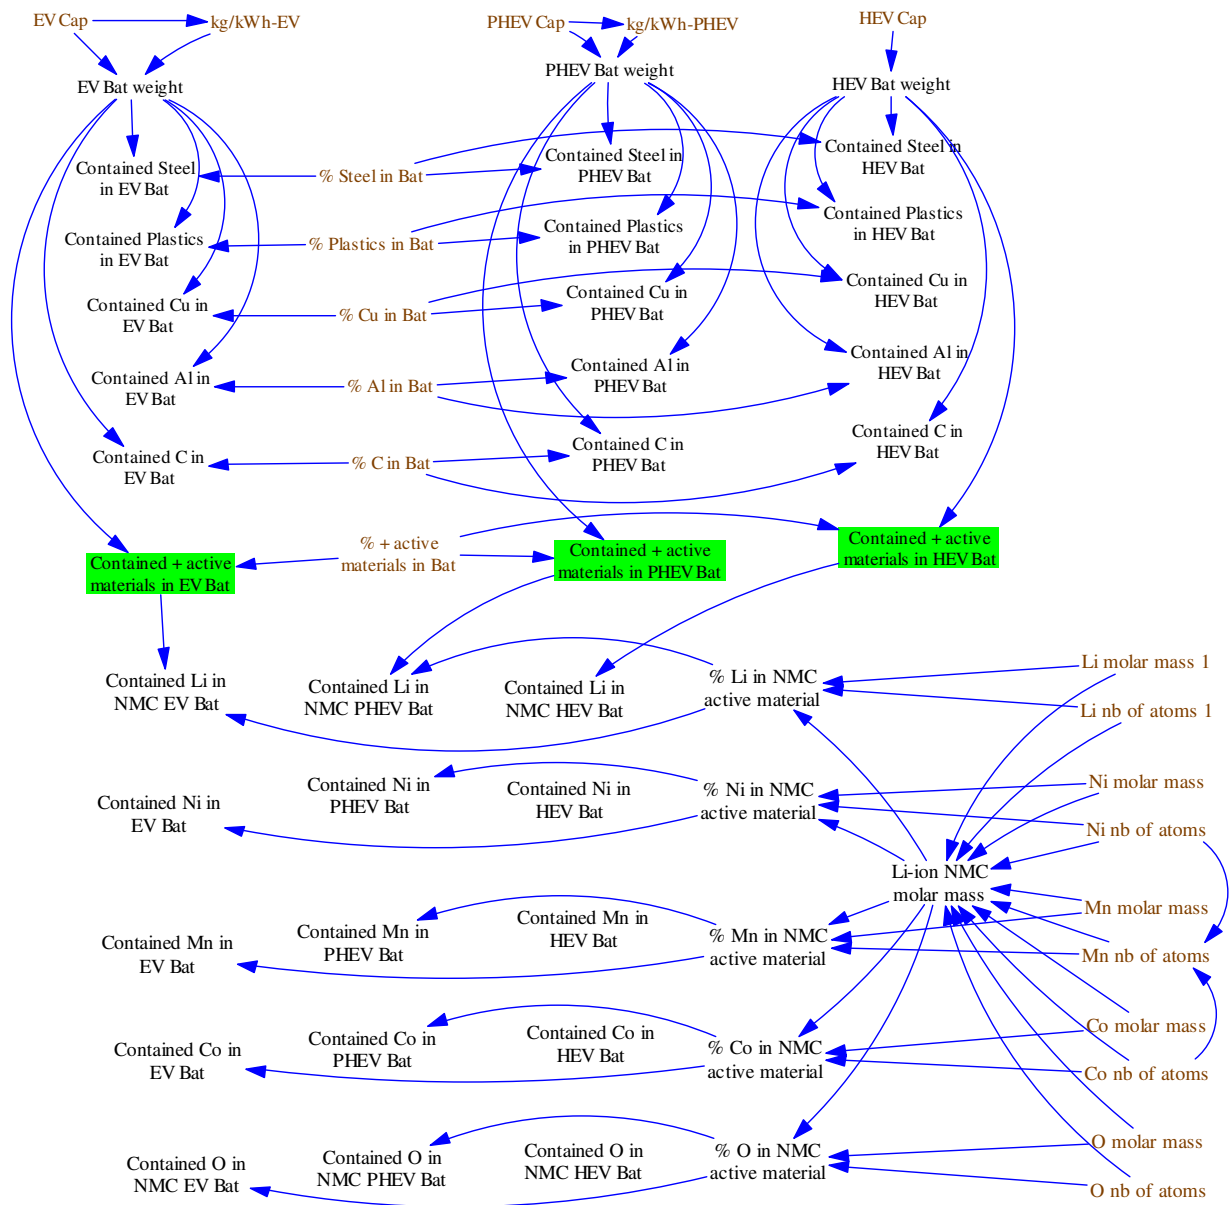 EV Cap
kg/kWh-EV
PHEV Cap
kg/kWh-PHEV
HEV Cap
EV Bat weight
PHEV Bat weight
HEV Bat weight
Contained Steel
in EV Bat
% Steel in Bat
Contained Steel in
PHEV Bat
Contained Steel in
HEV Bat
Contained Plastics
in EV Bat
% Plastics in Bat
Contained Plastics
in PHEV Bat
Contained Plastics
in HEV Bat
Contained Cu in
EV Bat
% Cu in Bat
Contained Cu in
PHEV Bat
Contained Cu in
HEV Bat
Contained Al in
EV Bat
% Al in Bat
Contained Al in
PHEV Bat
Contained Al in
HEV Bat
Contained C in
EV Bat
% C in Bat
Contained C in
PHEV Bat
Contained C in
HEV Bat
Contained + active
materials in EV Bat
% + active
materials in Bat
Contained + active
materials in PHEV Bat
Contained + active
materials in HEV Bat
Contained Li in
NMC EV Bat
Contained Li in
NMC PHEV Bat
Contained Li in
NMC HEV Bat
% Li in NMC
active material
Li molar mass 1
Li nb of atoms 1
Contained Ni in
EV Bat
Contained Ni in
PHEV Bat
Contained Ni in
HEV Bat
% Ni in NMC
active material
Ni molar mass
Ni nb of atoms
Li-ion NMC
molar mass
Contained Mn in
EV Bat
Contained Mn in
PHEV Bat
Contained Mn in
HEV Bat
% Mn in NMC
active material
Mn molar mass
Mn nb of atoms
Contained Co in
EV Bat
Contained Co in
PHEV Bat
Contained Co in
HEV Bat
% Co in NMC
active material
Co molar mass
Co nb of atoms
Contained O in
NMC EV Bat
Contained O in
NMC PHEV Bat
Contained O in
NMC HEV Bat
% O in NMC
active material
O molar mass
O nb of atoms